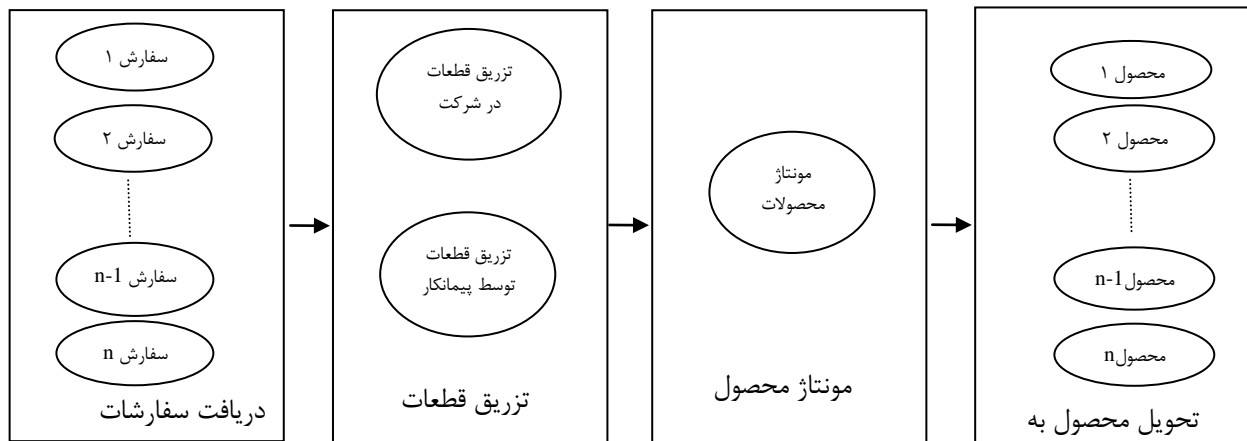 سفارش ۱
سفارش ۲
سفارش n-1
سفارش n
دریافت سفارشات
تزریق قطعات
در شرکت
تزریق قطعات
توسط پیمانکار
تزریق قطعات
مونتاژ
محصولات
مونتاژ محصول
محصول ۱
محصول ۲
محصولn-1
محصولn
تحویل محصول به